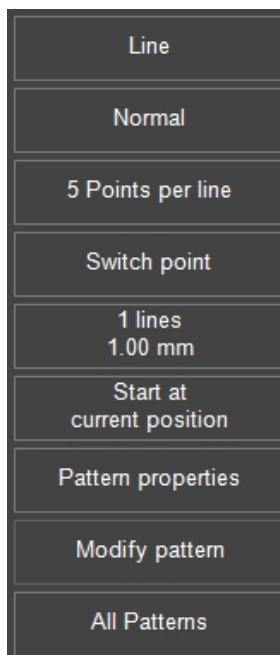 Line
Normal
5 Points per line
Switch point
1 lines
1.00 mm
Start at
current position
Pattern properties
Modify pattern
All Patterns